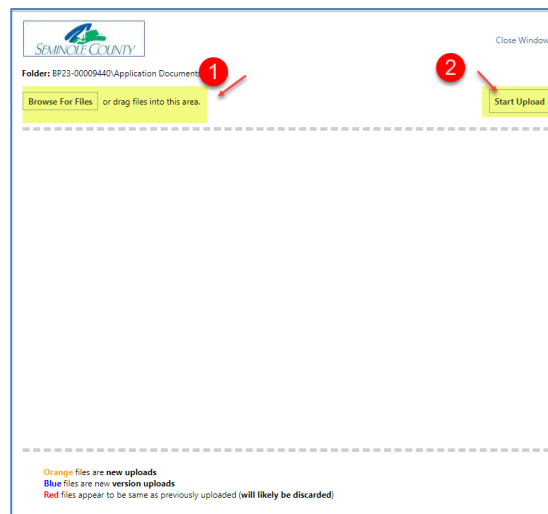 SEMINOLE COUNTY
Close Window
Folder: BP23-00009440\Application Documents
1
2
Browse For Files or drag files into this area.
Start Upload
Orange files are new uploads
Blue files are new version uploads
Red files appear to be same as previously uploaded (will likely be discarded)